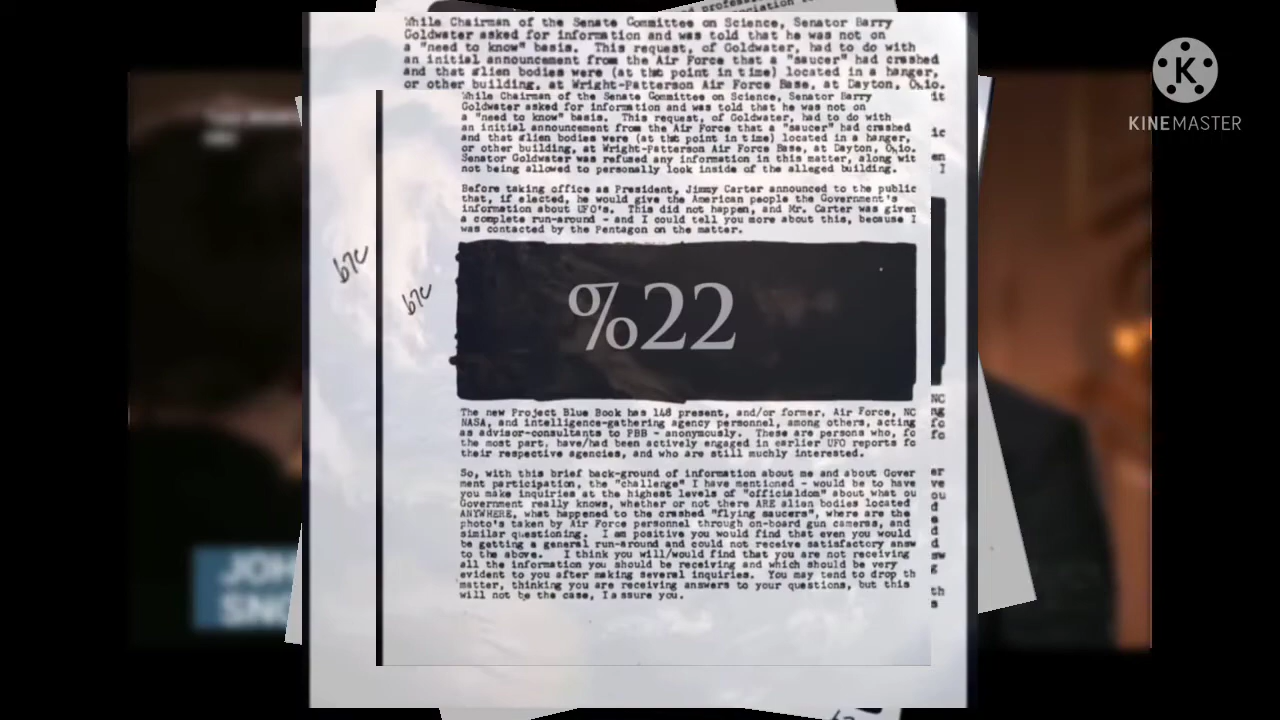 While Chairman of the Senate Committee on Science, Senator Barry
Goldwater asked for information and was told that he was not on
a "need to know" basis. This request, of Goldwater, had to do with
an initial announcement from the Air Force that a "saucer" had crashed
and that alien bodies were (at that point in time) located in a hanger,
or other building, at Wright-Patterson Air Force Base, at Dayton, Ohio.
While Chairman of the Senate Committee on Science, Senator Barry
Goldwater asked for information and was told that he was not on
a "need to know" basis. This request, of Goldwater, had to do with
an initial announcement from the Air Force that a "saucer" had crashed
and that alien bodies were (at that point in time) located in a hanger,
or other building, at Wright-Patterson Air Force Base, at Dayton, Ohio.
Senator Goldwater was refused any information in this matter, along wit
not being allowed to personally look inside of the alleged building.
Before taking office as President, Jimmy Carter announced to the public
that, if elected, he would give the American people the Government's
information about UFO's. This did not happen, and Mr. Carter was given
a complete run-around - and I could tell you more about this, because I
was contacted by the Pentagon on the matter.
b7c
b7c
%22
The new Project Blue Book has 148 present, and/or former, Air Force, NC
NASA, and intelligence-gathering agency personnel, among others, acting
as advisor-consultants to PBB - anonymously. These are persons who, fo
the most part, have/had been actively engaged in earlier UFO reports fo
their respective agencies, and who are still muchly interested.
So, with this brief back-ground of information about me and about Gover
ment participation, the "challenge" I have mentioned - would be to have
you make inquiries at the highest levels of "officialdom" about what ou
Government really knows, whether or not there ARE alien bodies located
ANYWHERE, what happened to the crashed "flying saucers", where are the
photo's taken by Air Force personnel through on-board gun cameras, and
similar questioning. I am positive you would find that even you would
be getting a general run-around and could not receive satisfactory answ
to the above. I think you will/would find that you are not receiving
all the information you should be receiving and which should be very
evident to you after making several inquiries. You may tend to drop th
matter, thinking you are receiving answers to your questions, but this
will not be the case, I assure you.
JOH
SNO
K
KINEMASTER